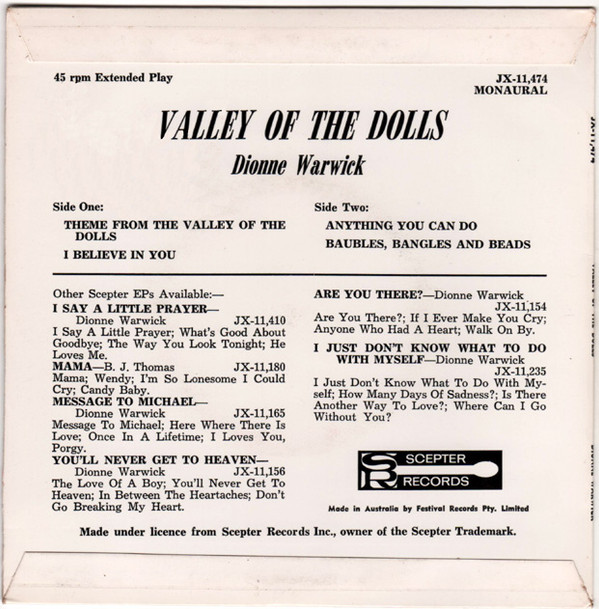 45 rpm Extended Play
JX-11,474
MONAURAL
VALLEY OF THE DOLLS
Dionne Warwick
Side One:
THEME FROM THE VALLEY OF THE
DOLLS
I BELIEVE IN YOU
Side Two:
ANYTHING YOU CAN DO
BAUBLES, BANGLES AND BEADS
Other Scepter EPs Available:—
I SAY A LITTLE PRAYER—
Dionne Warwick JX-11,410
I Say A Little Prayer; What's Good About
Goodbye; The Way You Look Tonight; He
Loves Me.
MAMA—B. J. Thomas JX-11,180
Mama; Wendy; I'm So Lonesome I Could
Cry; Candy Baby.
MESSAGE TO MICHAEL—
Dionne Warwick JX-11,165
Message To Michael; Here Where There Is
Love; Once In A Lifetime; I Loves You,
Porgy.
YOU'LL NEVER GET TO HEAVEN—
Dionne Warwick JX-11,156
The Love Of A Boy; You'll Never Get To
Heaven; In Between The Heartaches; Don't
Go Breaking My Heart.
ARE YOU THERE?—Dionne Warwick
JX-11,154
Are You There?; If I Ever Make You Cry;
Anyone Who Had A Heart; Walk On By.
I JUST DON'T KNOW WHAT TO DO
WITH MYSELF—Dionne Warwick
JX-11,235
I Just Don't Know What To Do With My-
self; How Many Days Of Sadness?; Is There
Another Way To Love?; Where Can I Go
Without You?
SR
SCEPTER
RECORDS
Made in Australia by Festival Records Pty. Limited
Made under licence from Scepter Records Inc., owner of the Scepter Trademark.
JX-11,474